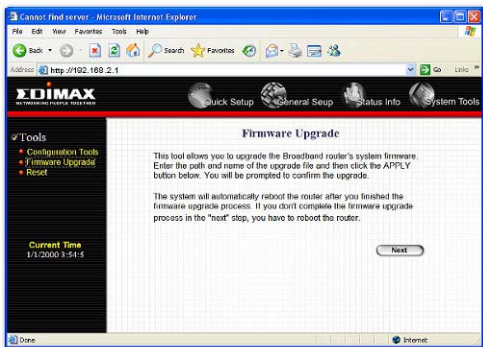 Cannot find server - Microsoft Internet Explorer
File Edit View Favorites Tools Help
Back Search Favorites
Address http://192.168.2.1 Go Links »
EDIMAX
NETWORKING PEOPLE TOGETHER
Quick Setup General Seup Status Info System Tools
Tools
Configuration Tools
Firmware Upgrade
Reset
Current Time
1/1/2000 3:54:5
Firmware Upgrade
This tool allows you to upgrade the Broadband router's system firmware.
Enter the path and name of the upgrade file and then click the APPLY
button below. You will be prompted to confirm the upgrade.
The system will automatically reboot the router after you finished the
firmware upgrade process. If you don't complete the firmware upgrade
process in the "next" step, you have to reboot the router.
Next
Done Internet